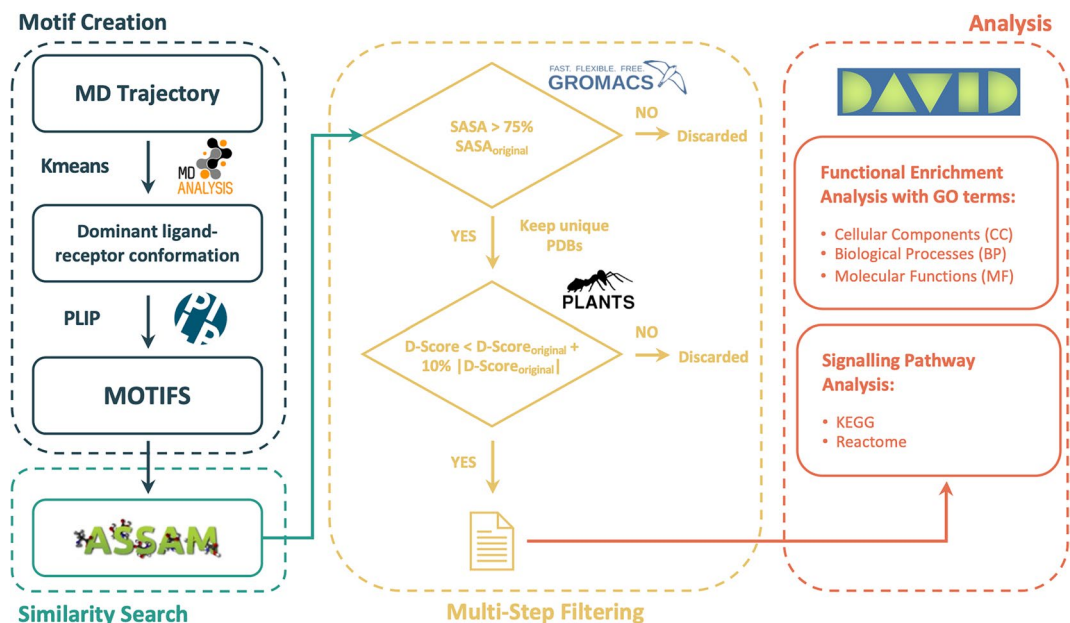 Motif Creation
MD Trajectory
Kmeans
MD
ANALYSIS
Dominant ligand-
receptor conformation
PLIP
PLIP
MOTIFS
ASSAM
Similarity Search
FAST. FLEXIBLE. FREE.
GROMACS
SASA > 75%
SASAoriginal
NO
Discarded
YES
Keep unique
PDBs
PLANTS
D-Score < D-Scoreoriginal +
10% |D-Scoreoriginal|
NO
Discarded
YES
Multi-Step Filtering
Analysis
DAVID
Functional Enrichment
Analysis with GO terms:
• Cellular Components (CC)
• Biological Processes (BP)
• Molecular Functions (MF)
Signalling Pathway
Analysis:
• KEGG
• Reactome